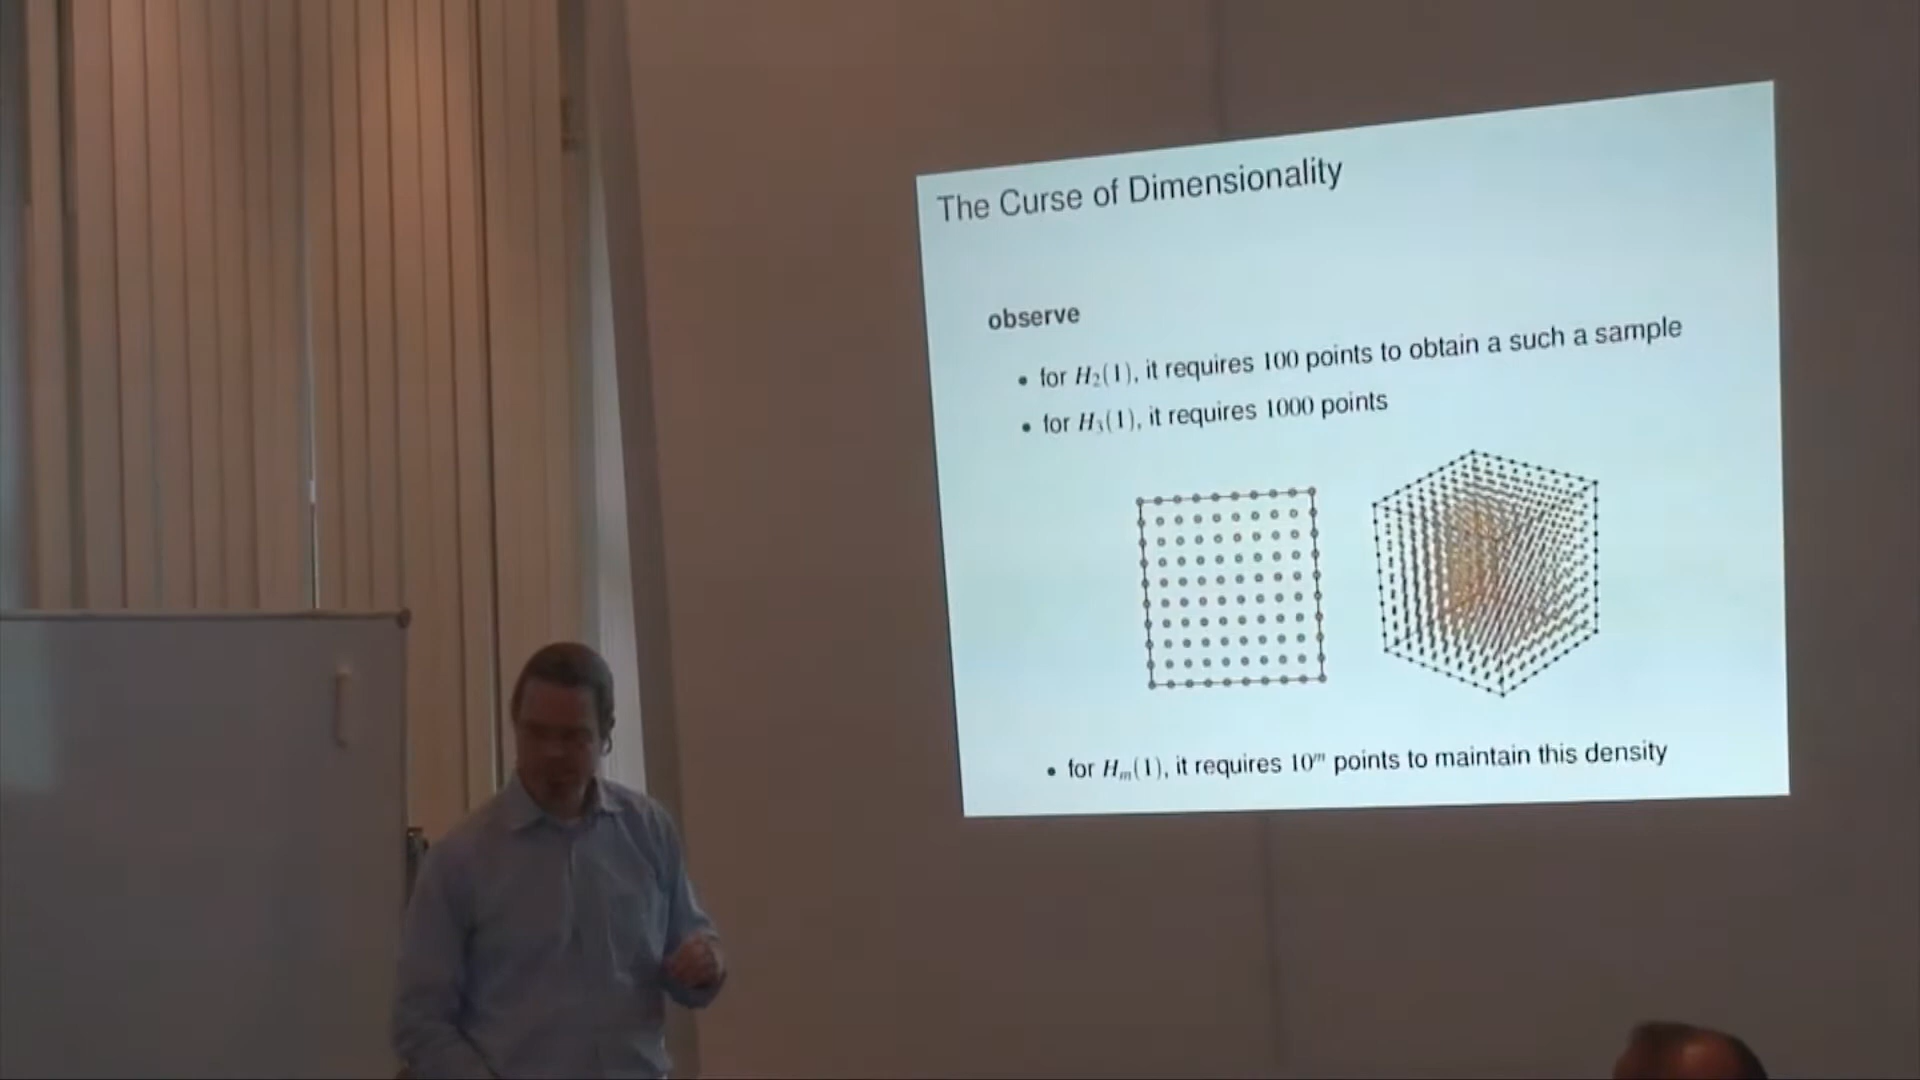 The Curse of Dimensionality
observe
• for H₂(1), it requires 100 points to obtain a such a sample
• for H₃(1), it requires 1000 points
• for Hₘ(1), it requires 10ᵐ points to maintain this density